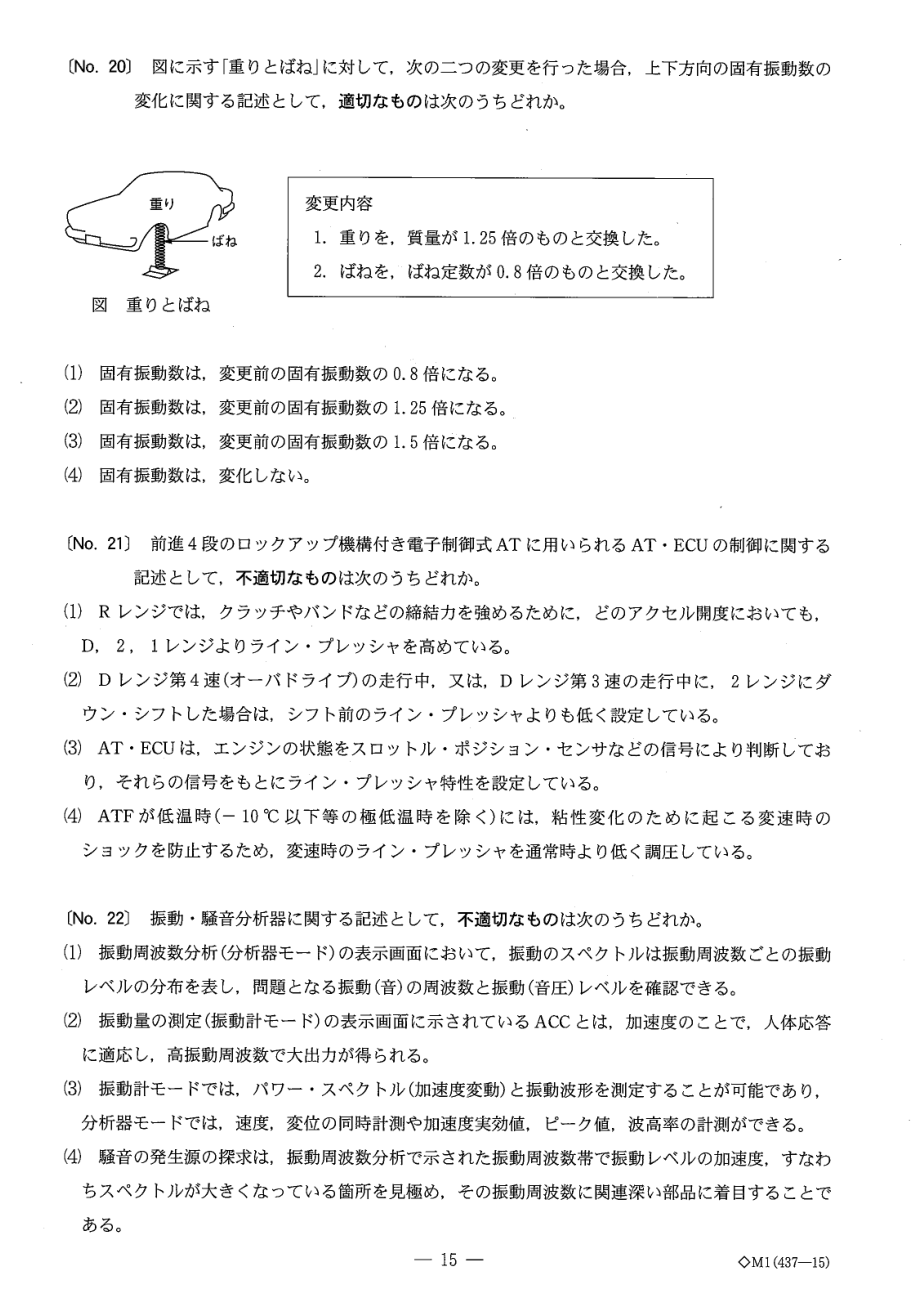 〔No. 20〕 図に示す「重りとばね」に対して，次の二つの変更を行った場合，上下方向の固有振動数の
変化に関する記述として，適切なものは次のうちどれか。
重り
ばね
図 重りとばね
変更内容
1. 重りを，質量が 1.25 倍のものと交換した。
2. ばねを，ばね定数が 0.8 倍のものと交換した。
⑴ 固有振動数は，変更前の固有振動数の 0.8 倍になる。
⑵ 固有振動数は，変更前の固有振動数の 1.25 倍になる。
⑶ 固有振動数は，変更前の固有振動数の 1.5 倍になる。
⑷ 固有振動数は，変化しない。
〔No. 21〕 前進 4 段のロックアップ機構付き電子制御式 AT に用いられる AT・ECU の制御に関する
記述として，不適切なものは次のうちどれか。
⑴ R レンジでは，クラッチやバンドなどの締結力を強めるために，どのアクセル開度においても，
D， 2， 1 レンジよりライン・プレッシャを高めている。
⑵ D レンジ第 4 速(オーバドライブ)の走行中，又は，D レンジ第 3 速の走行中に， 2 レンジにダ
ウン・シフトした場合は，シフト前のライン・プレッシャよりも低く設定している。
⑶ AT・ECU は，エンジンの状態をスロットル・ポジション・センサなどの信号により判断してお
り，それらの信号をもとにライン・プレッシャ特性を設定している。
⑷ ATF が低温時(－ 10 ℃ 以下等の極低温時を除く)には，粘性変化のために起こる変速時の
ショックを防止するため，変速時のライン・プレッシャを通常時より低く調圧している。
〔No. 22〕 振動・騒音分析器に関する記述として，不適切なものは次のうちどれか。
⑴ 振動周波数分析(分析器モード)の表示画面において，振動のスペクトルは振動周波数ごとの振動
レベルの分布を表し，問題となる振動(音)の周波数と振動(音圧)レベルを確認できる。
⑵ 振動量の測定(振動計モード)の表示画面に示されている ACC とは，加速度のことで，人体応答
に適応し，高振動周波数で大出力が得られる。
⑶ 振動計モードでは，パワー・スペクトル(加速度変動)と振動波形を測定することが可能であり，
分析器モードでは，速度，変位の同時計測や加速度実効値，ピーク値，波高率の計測ができる。
⑷ 騒音の発生源の探求は，振動周波数分析で示された振動周波数帯で振動レベルの加速度，すなわ
ちスペクトルが大きくなっている箇所を見極め，その振動周波数に関連深い部品に着目することで
ある。
― 15 ―
◇M1(437―15)